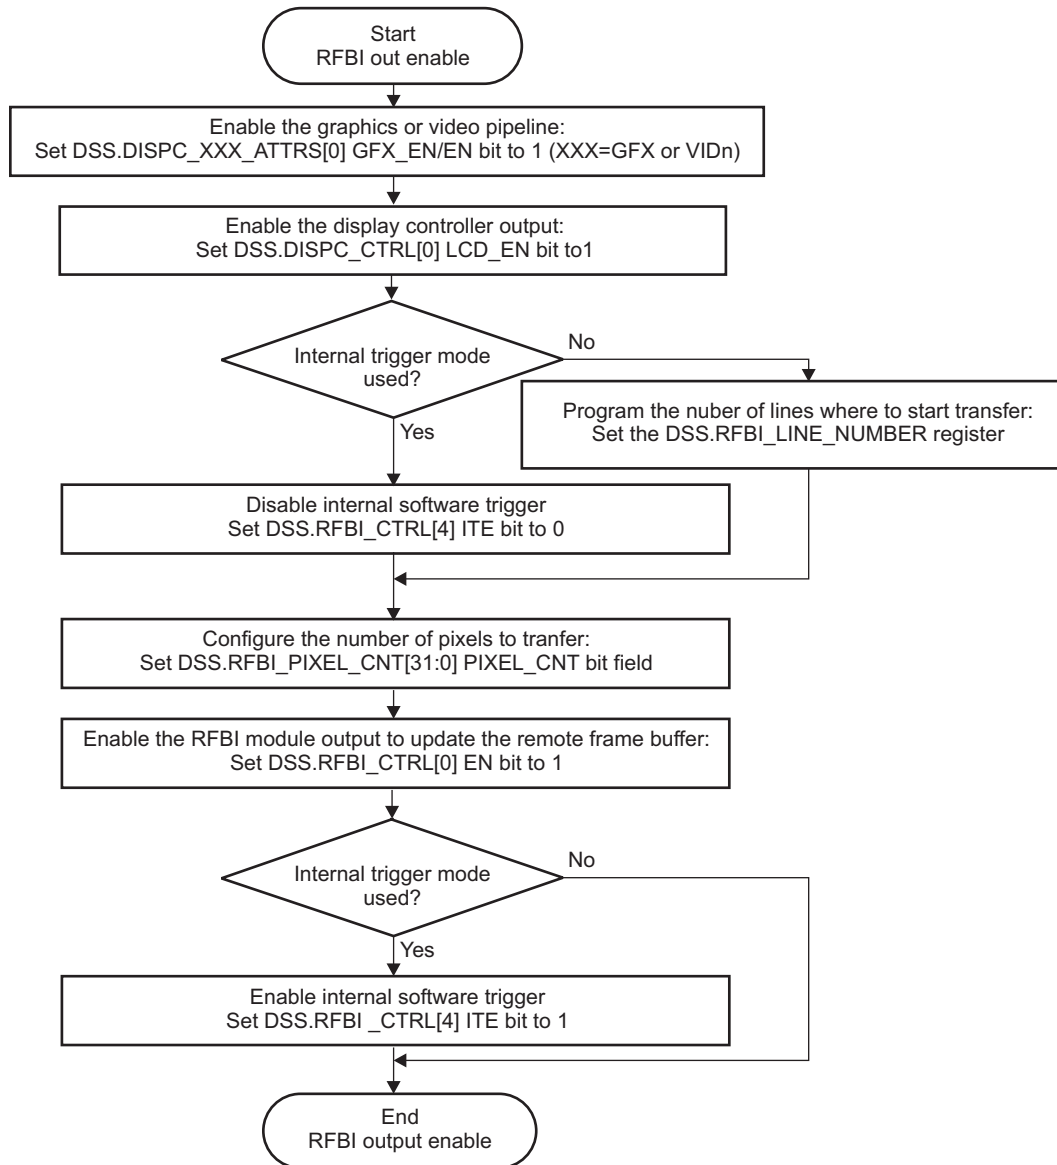 Start
RFBI out enable
Enable the graphics or video pipeline:
Set DSS.DISPC_XXX_ATTRS[0] GFX_EN/EN bit to 1 (XXX=GFX or VIDn)
Enable the display controller output:
Set DSS.DISPC_CTRL[0] LCD_EN bit to1
Internal trigger mode
used?
No
Program the nuber of lines where to start transfer:
Set the DSS.RFBI_LINE_NUMBER register
Yes
Disable internal software trigger
Set DSS.RFBI_CTRL[4] ITE bit to 0
Configure the number of pixels to tranfer:
Set DSS.RFBI_PIXEL_CNT[31:0] PIXEL_CNT bit field
Enable the RFBI module output to update the remote frame buffer:
Set DSS.RFBI_CTRL[0] EN bit to 1
Internal trigger mode
used?
No
Yes
Enable internal software trigger
Set DSS.RFBI _CTRL[4] ITE bit to 1
End
RFBI output enable